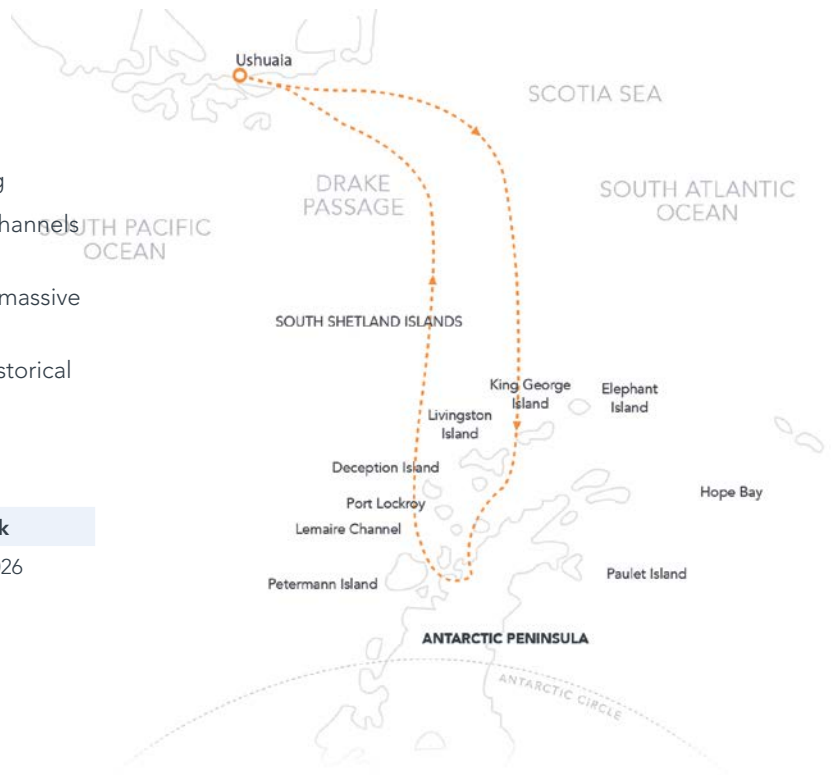 Ushuaia
SCOTIA SEA
DRAKE
PASSAGE
SOUTH ATLANTIC
OCEAN
SOUTH PACIFIC
OCEAN
hannels
massive
SOUTH SHETLAND ISLANDS
storical
King George
Island
Elephant
Island
Livingston
Island
Deception Island
Port Lockroy
Hope Bay
Lemaire Channel
k
026
Petermann Island
Paulet Island
ANTARCTIC PENINSULA
ANTARCTIC CIRCLE